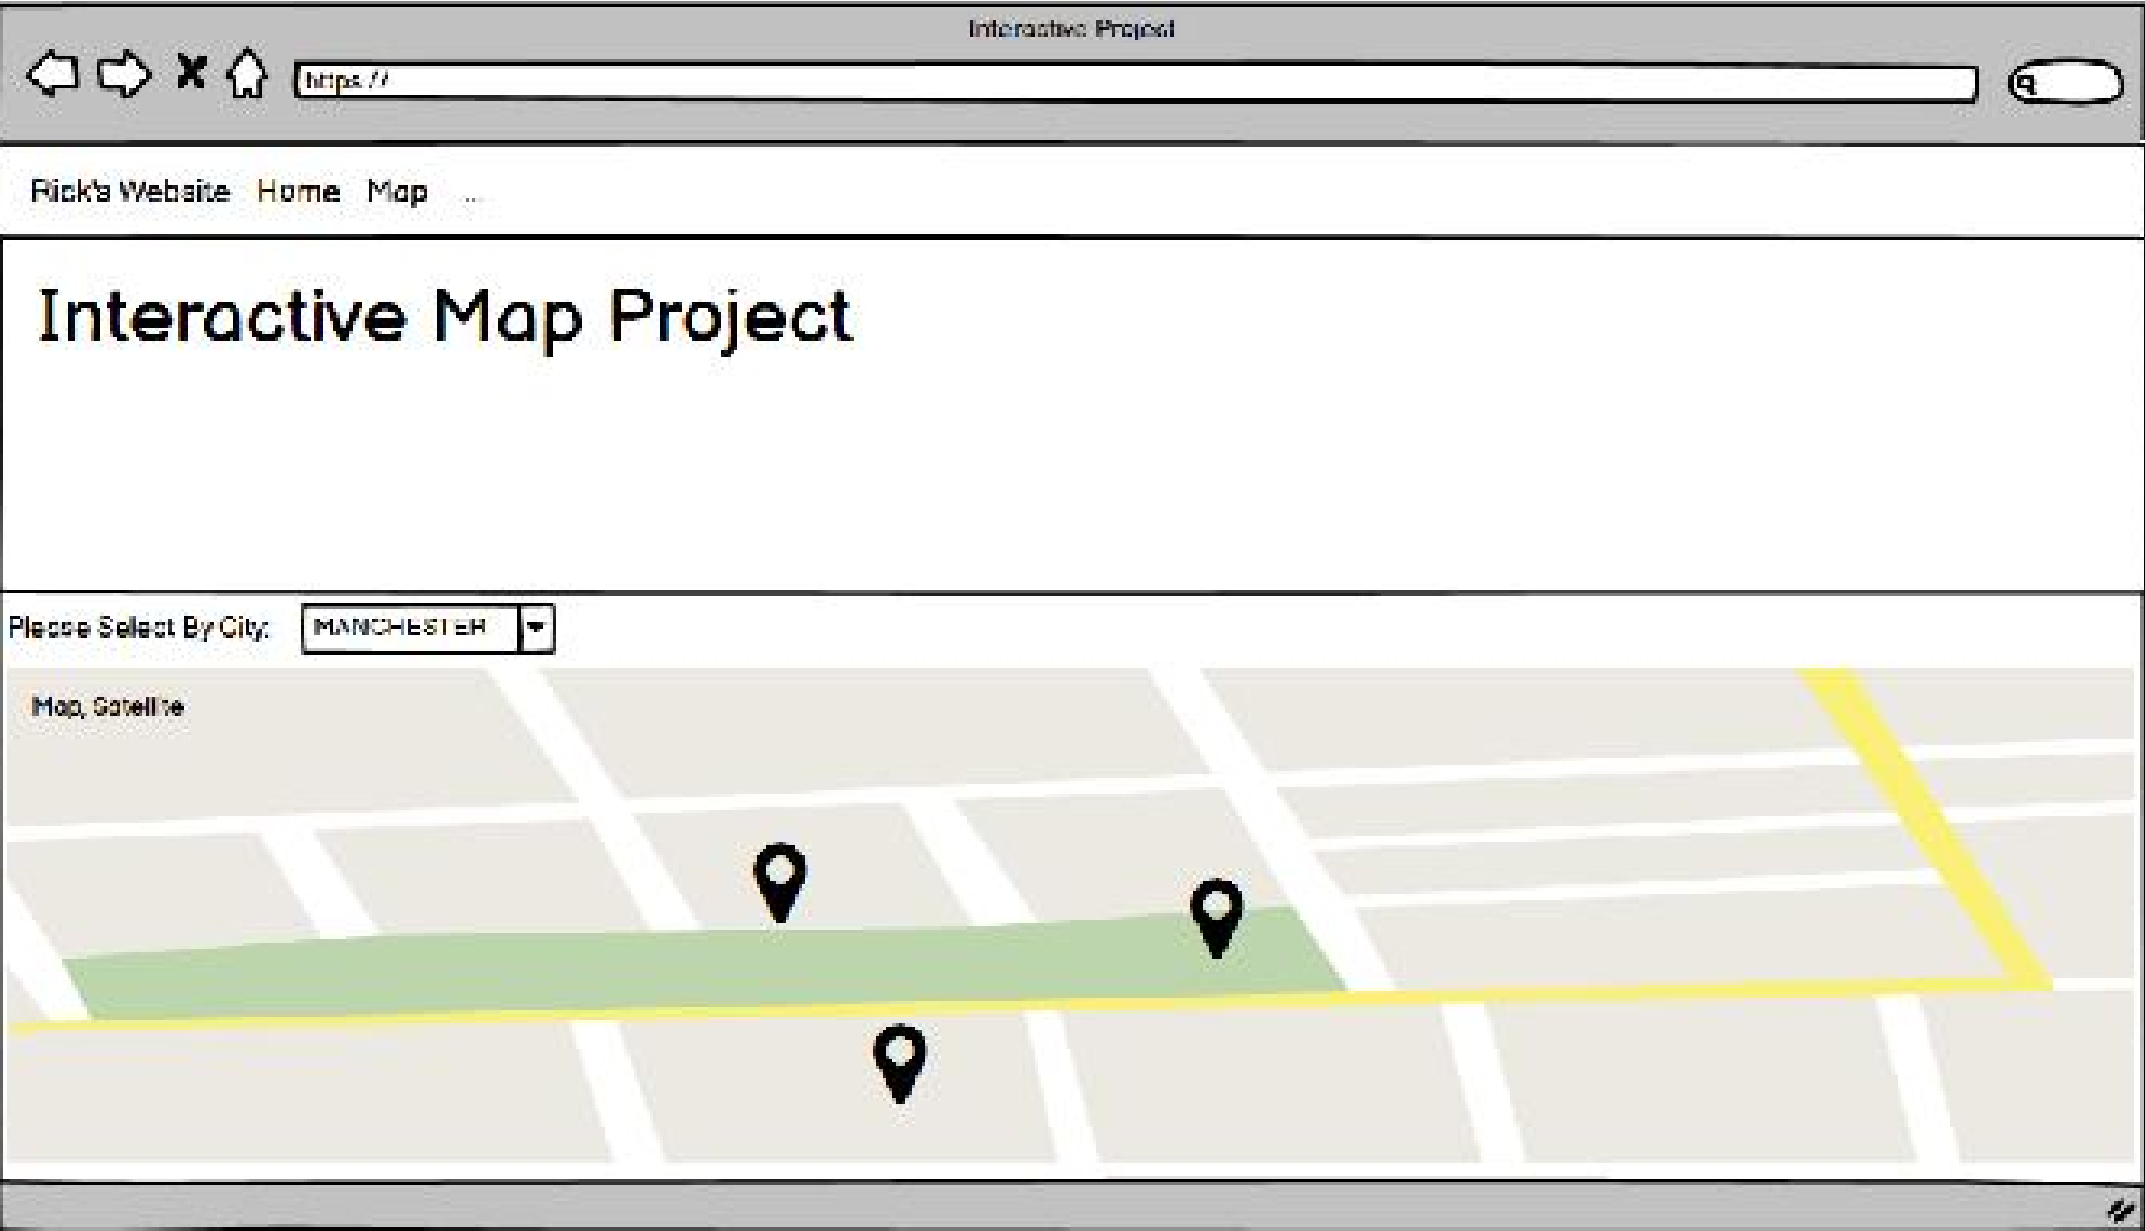 Interactive Project
https://
Rick's Website Home Map ...
Interactive Map Project
Please Select By City: MANCHESTER
Map, Satellite